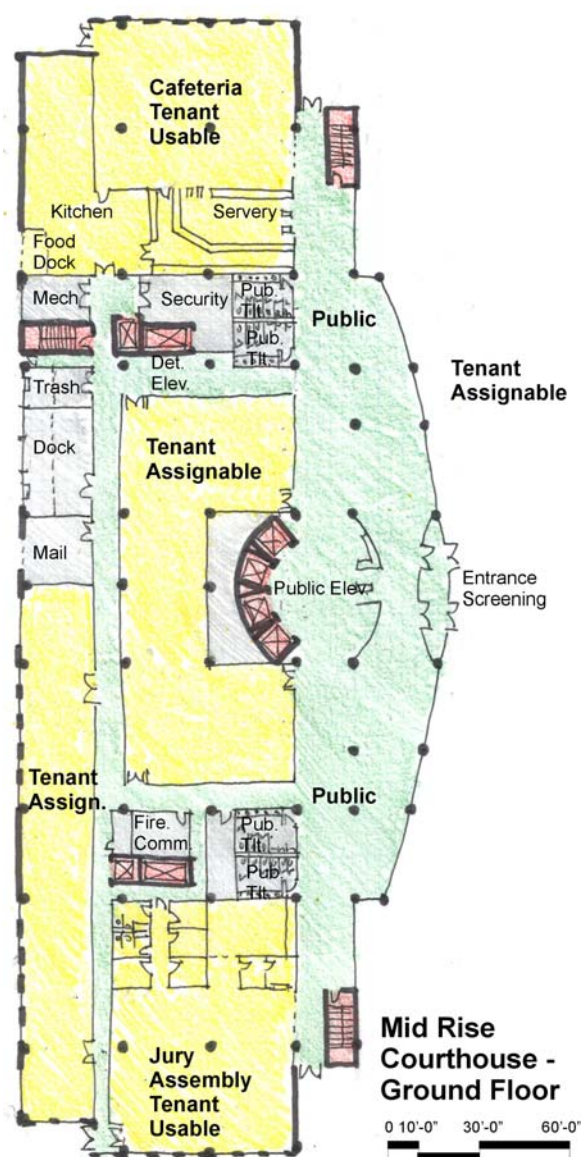 Cafeteria
Tenant
Usable
Kitchen
Servery
Food
Dock
Mech
Security
Pub.
Tlt.
Public
Pub.
Tlt.
Det.
Elev.
Tenant
Assignable
Trash
Tenant
Assignable
Dock
Mail
Public Elev.
Entrance
Screening
Tenant
Assign.
Public
Fire.
Comm.
Pub.
Tlt.
Pub.
Tlt.
Jury
Assembly
Tenant
Usable
Mid Rise
Courthouse -
Ground Floor
0 10'-0" 30'-0" 60'-0"